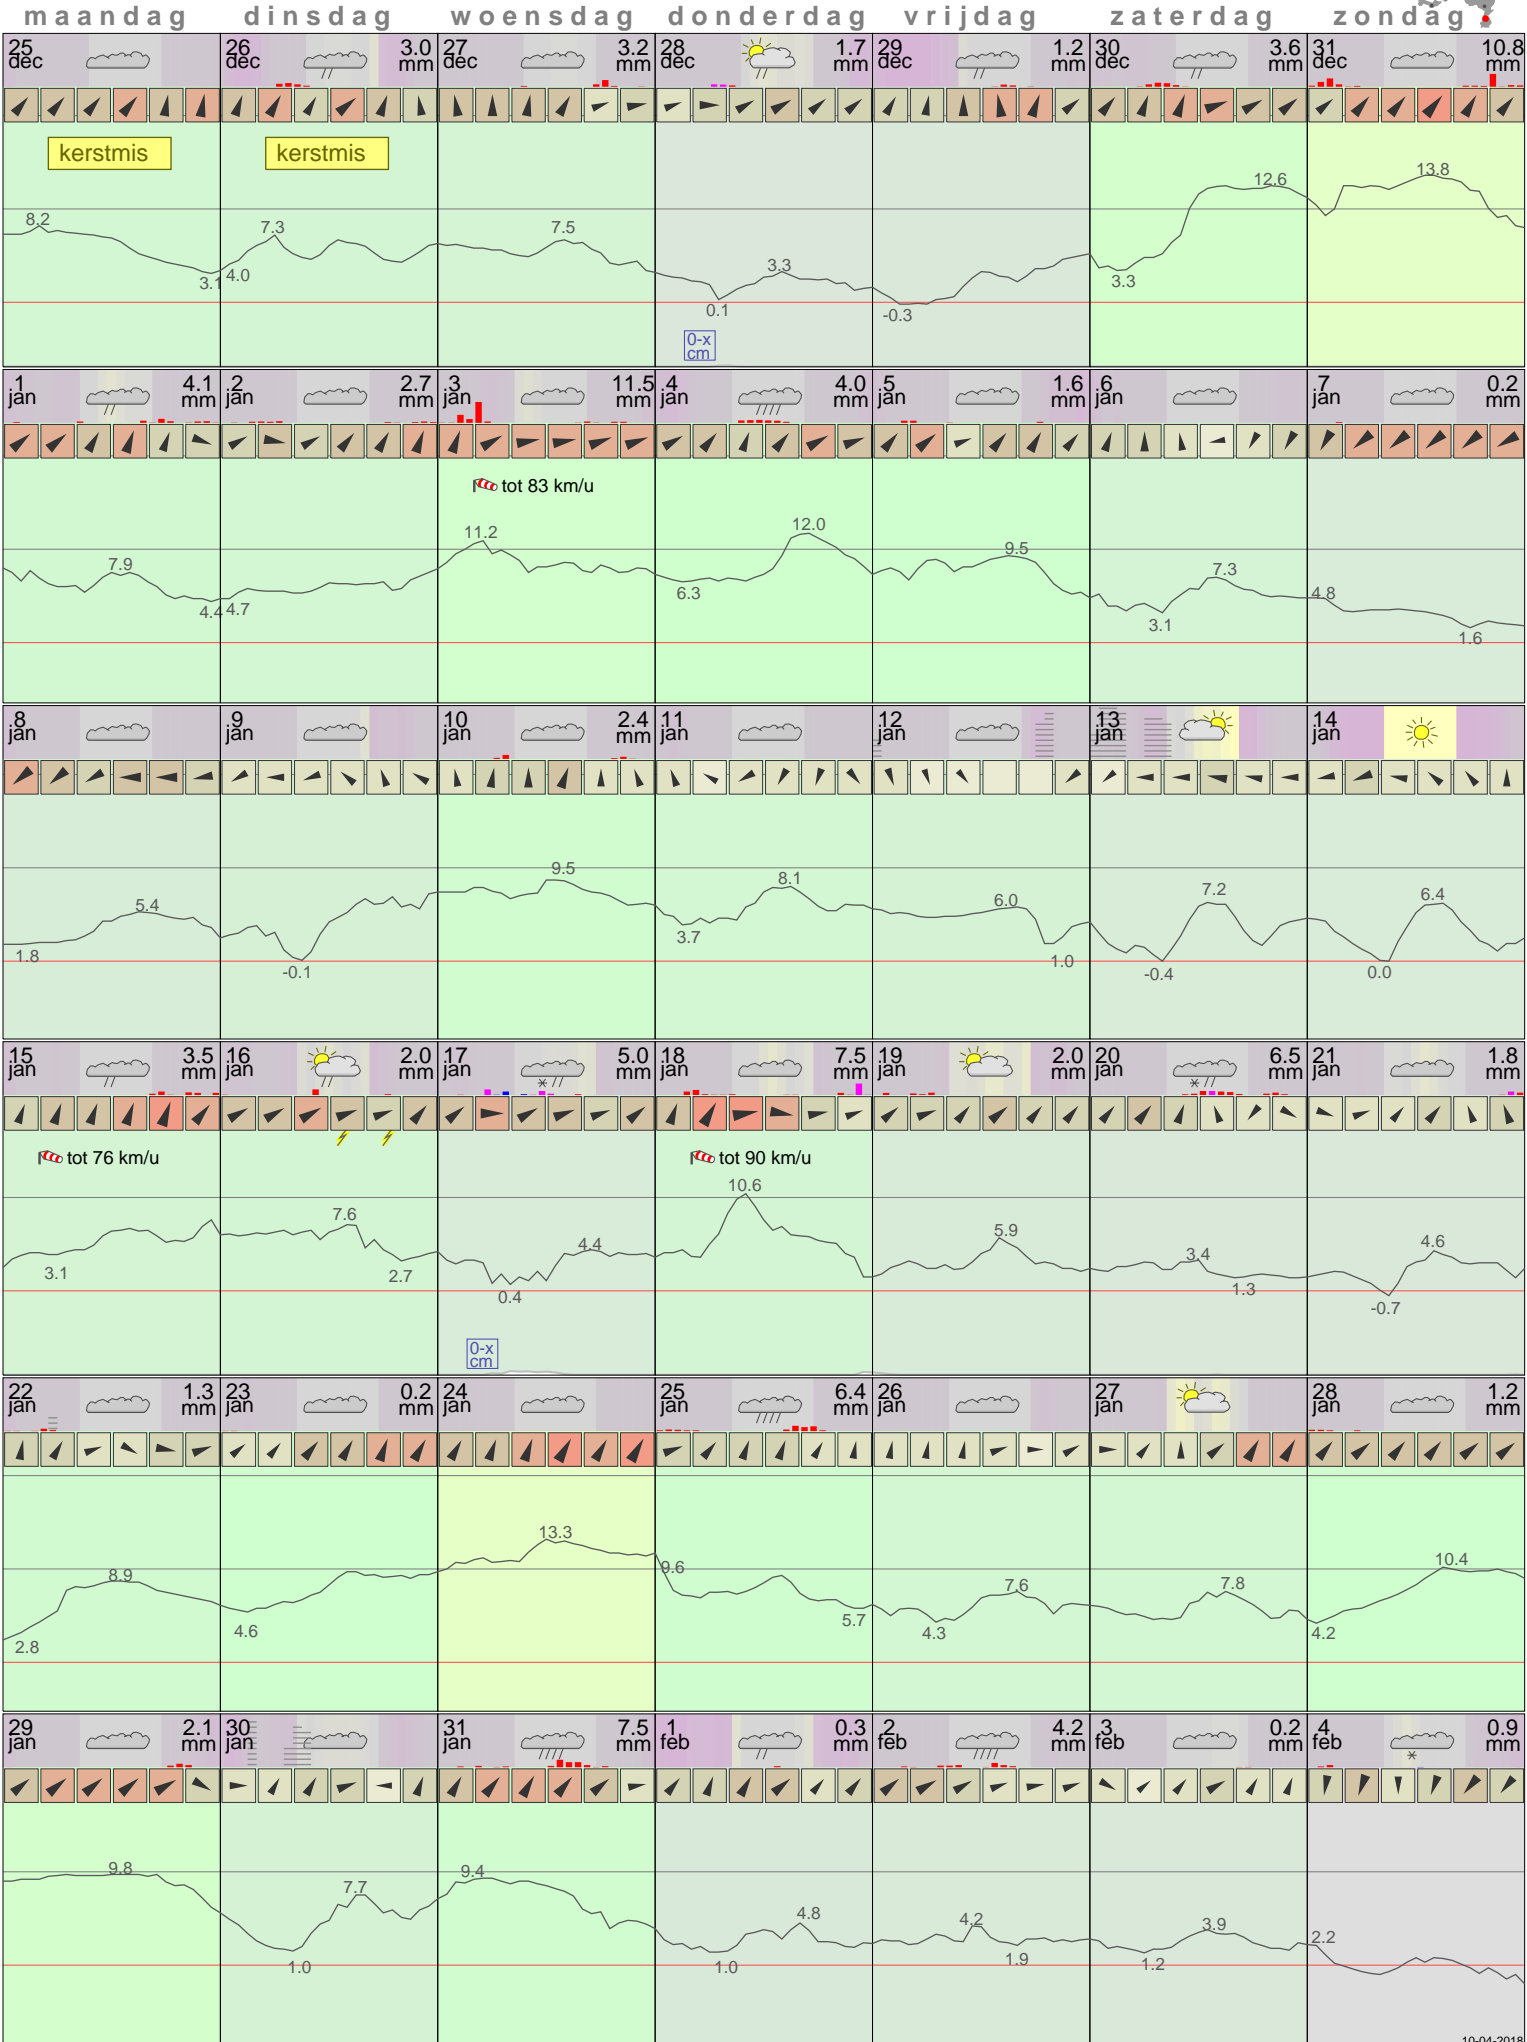 maandag dinsdag woensdag donderdag vrijdag zaterdag zondag
25 dec
26 dec 3.0 mm
27 dec 3.2 mm
28 dec 1.7 mm
29 dec 1.2 mm
30 dec 3.6 mm
31 dec 10.8 mm
kerstmis kerstmis
8.2 3.1 4.0 7.3 7.5 0.1 3.3 -0.3 3.3 12.6 13.8
0-x
cm
1 jan 4.1 mm
2 jan 2.7 mm
3 jan 11.5 mm
4 jan 4.0 mm
5 jan 1.6 mm
6 jan
7 jan 0.2 mm
tot 83 km/u
7.9 4.4 4.7 11.2 6.3 12.0 9.5 3.1 7.3 4.8 1.6
8 jan
9 jan
10 jan 2.4 mm
11 jan
12 jan
13 jan
14 jan
1.8 5.4 -0.1 9.5 3.7 8.1 6.0 1.0 -0.4 7.2 0.0 6.4
15 jan 3.5 mm
16 jan 2.0 mm
17 jan 5.0 mm
18 jan 7.5 mm
19 jan 2.0 mm
20 jan 6.5 mm
21 jan 1.8 mm
tot 76 km/u tot 90 km/u
3.1 7.6 2.7 0.4 4.4 10.6 5.9 3.4 1.3 -0.7 4.6
0-x
cm
22 jan 1.3 mm
23 jan 0.2 mm
24 jan
25 jan 6.4 mm
26 jan
27 jan
28 jan 1.2 mm
2.8 8.9 4.6 13.3 9.6 5.7 4.3 7.6 7.8 4.2 10.4
29 jan 2.1 mm
30 jan
31 jan 7.5 mm
1 feb 0.3 mm
2 feb 4.2 mm
3 feb 0.2 mm
4 feb 0.9 mm
9.8 1.0 7.7 9.4 1.0 4.8 4.2 1.9 1.2 3.9 2.2
10-04-2018